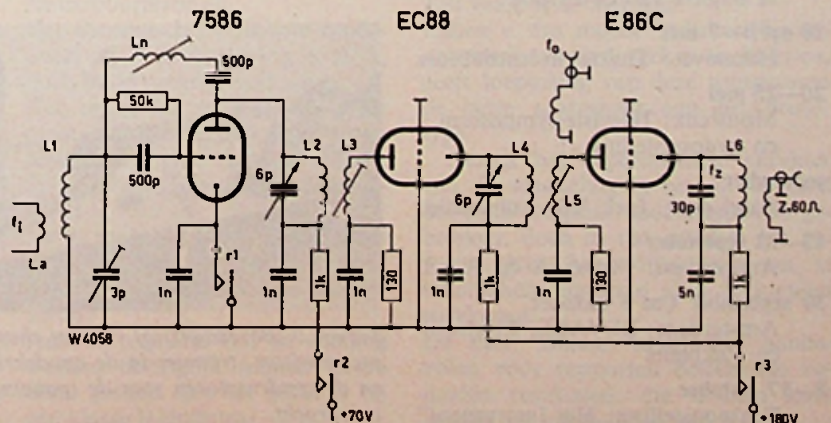 7586
EC88
E86C
Ln
500p
50k
500p
L1
fi
La
3p
1n
r1
6p
L2
L3
1n
1k
1n
130
r2
+70V
6p
L4
1n
1k
fo
L5
1n
130
fz
30p
5n
L6
1k
Z=60Ω
r3
+180V
W4058